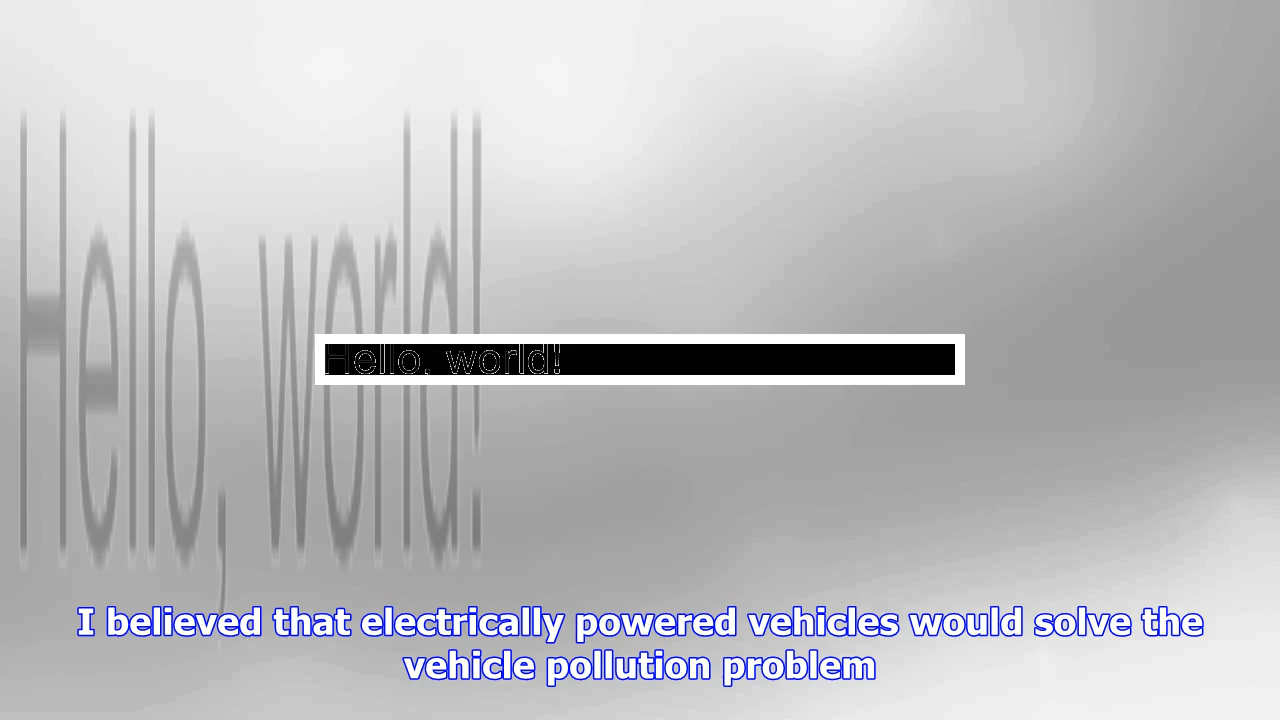 Hello, world!
Hello, world!
I believed that electrically powered vehicles would solve the
vehicle pollution problem